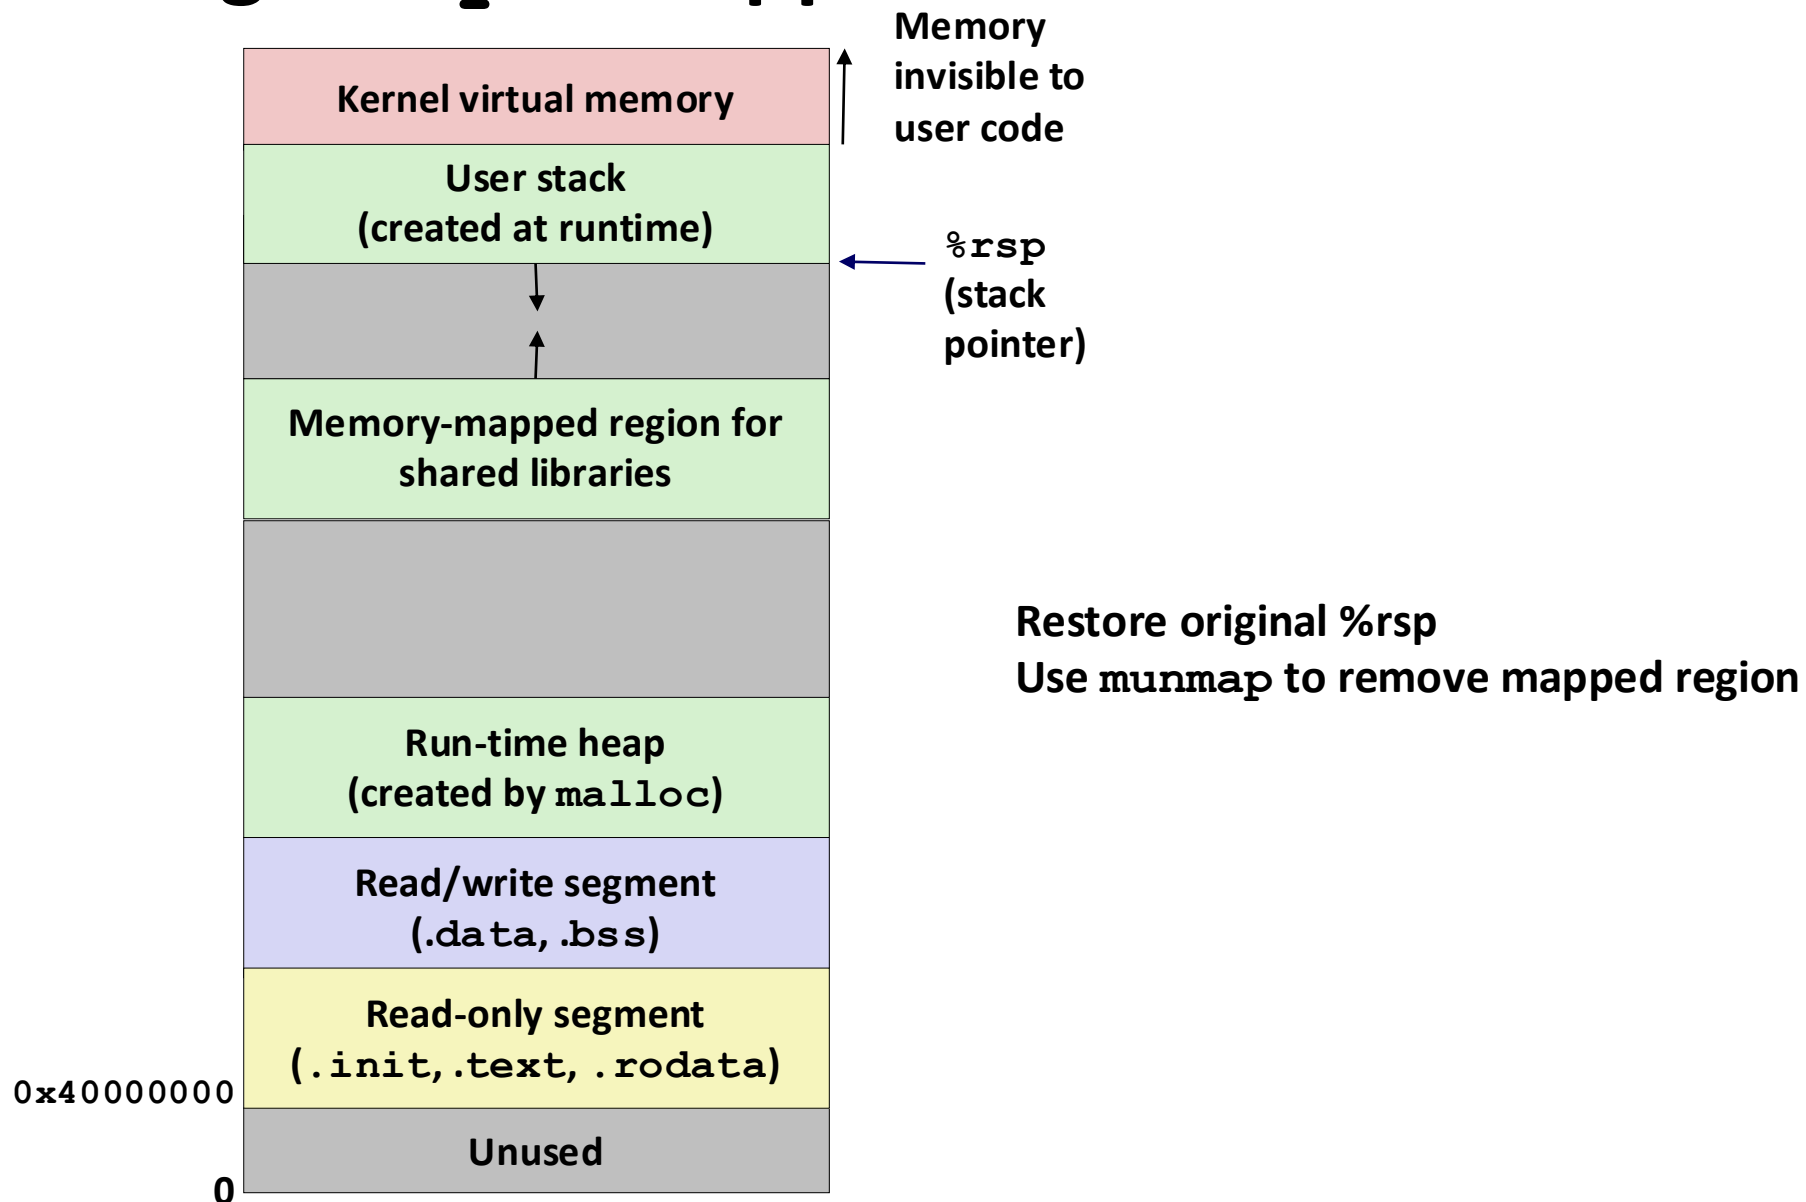 Memory
invisible to
user code
Kernel virtual memory
User stack
(created at runtime)
%rsp
(stack
pointer)
Memory-mapped region for
shared libraries
Restore original %rsp
Use munmap to remove mapped region
Run-time heap
(created by malloc)
Read/write segment
(.data, .bss)
Read-only segment
(.init, .text, .rodata)
0x40000000
Unused
0